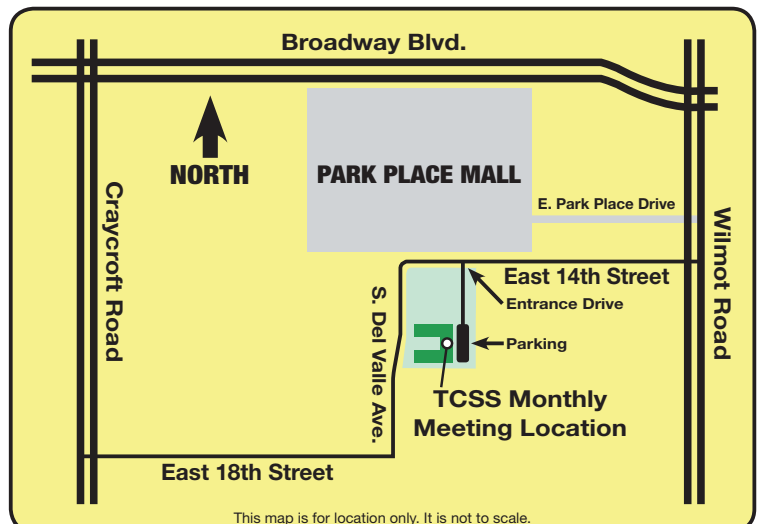 Broadway Blvd.
NORTH
PARK PLACE MALL
E. Park Place Drive
Craycroft Road
Wilmot Road
East 14th Street
Entrance Drive
S. Del Valle Ave.
Parking
TCSS Monthly
Meeting Location
East 18th Street
This map is for location only. It is not to scale.